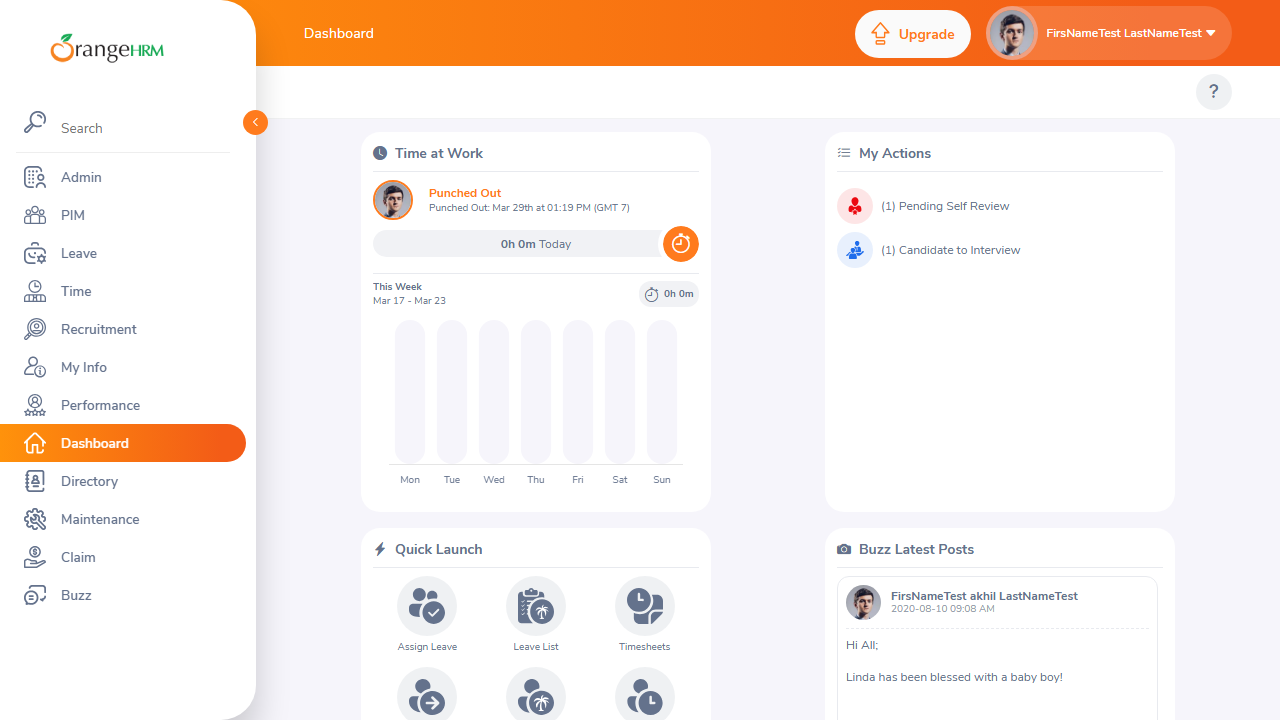 OrangeHRM
Search
Admin
PIM
Leave
Time
Recruitment
My Info
Performance
Dashboard
Directory
Maintenance
Claim
Buzz
Dashboard
Upgrade
FirsNameTest LastNameTest
?
Time at Work
Punched Out
Punched Out: Mar 29th at 01:19 PM (GMT 7)
0h 0m Today
This Week
Mar 17 - Mar 23
0h 0m
Mon Tue Wed Thu Fri Sat Sun
My Actions
(1) Pending Self Review
(1) Candidate to Interview
Quick Launch
Assign Leave Leave List Timesheets
Buzz Latest Posts
FirsNameTest akhil LastNameTest
2020-08-10 09:08 AM
Hi All;
Linda has been blessed with a baby boy!